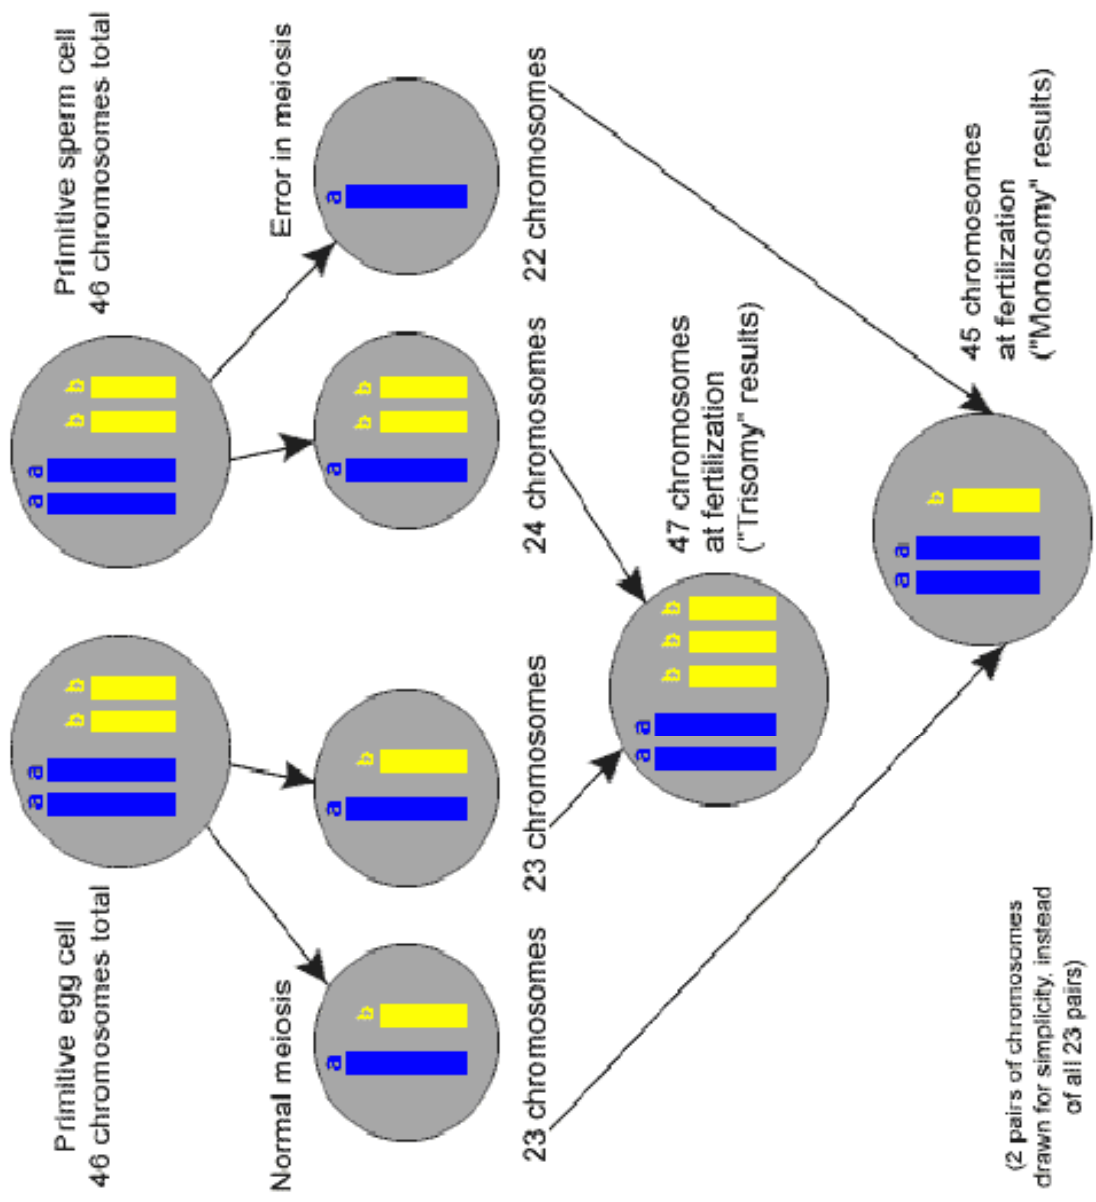 Primitive egg cell
46 chromosomes total
Primitive sperm cell
46 chromosomes total
a a b b
a a b b
Normal meiosis
Error in meiosis
a b
a b
a b b
a
23 chromosomes
23 chromosomes
24 chromosomes
22 chromosomes
a a b b b
47 chromosomes
at fertilization
("Trisomy" results)
a a b
45 chromosomes
at fertilization
("Monosomy" results)
(2 pairs of chromosomes
drawn for simplicity, instead
of all 23 pairs)